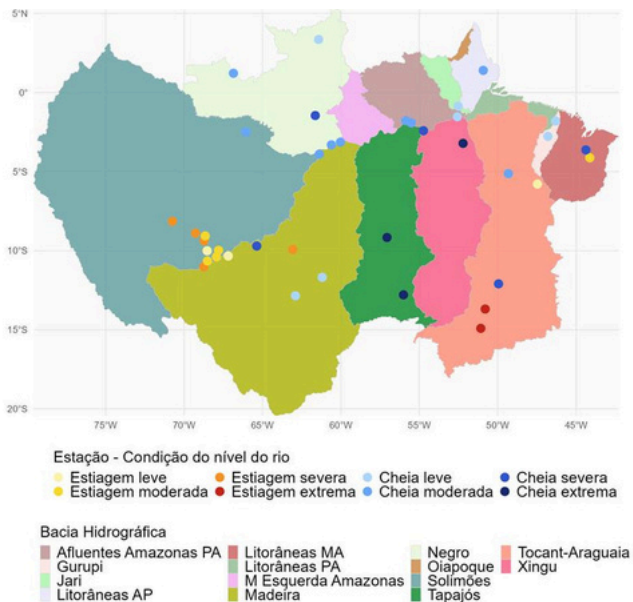 5°N
0°
5°S
10°S
15°S
20°S
75°W 70°W 65°W 60°W 55°W 50°W 45°W
Estação - Condição do nível do rio
Estiagem leve Estiagem severa Cheia leve Cheia severa
Estiagem moderada Estiagem extrema Cheia moderada Cheia extrema
Bacia Hidrográfica
Afluentes Amazonas PA Litorâneas MA Negro Tocant-Araguaia
Gurupi Litorâneas PA Oiapoque Xingu
Jari M Esquerda Amazonas Solimões
Litorâneas AP Madeira Tapajós